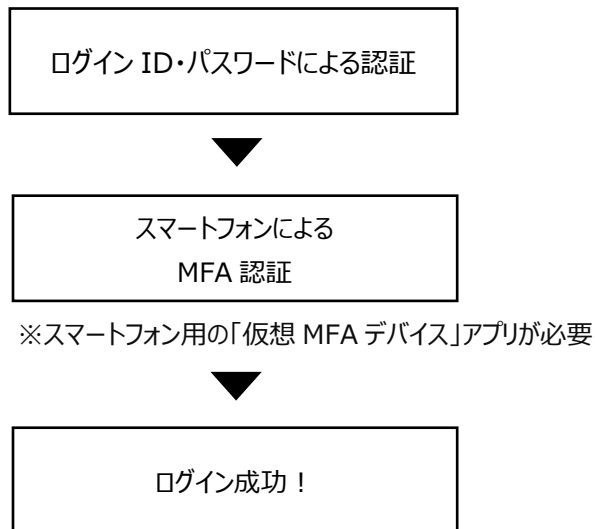 ログイン ID・パスワードによる認証
スマートフォンによる
MFA 認証
※スマートフォン用の「仮想 MFA デバイス」アプリが必要
ログイン成功！